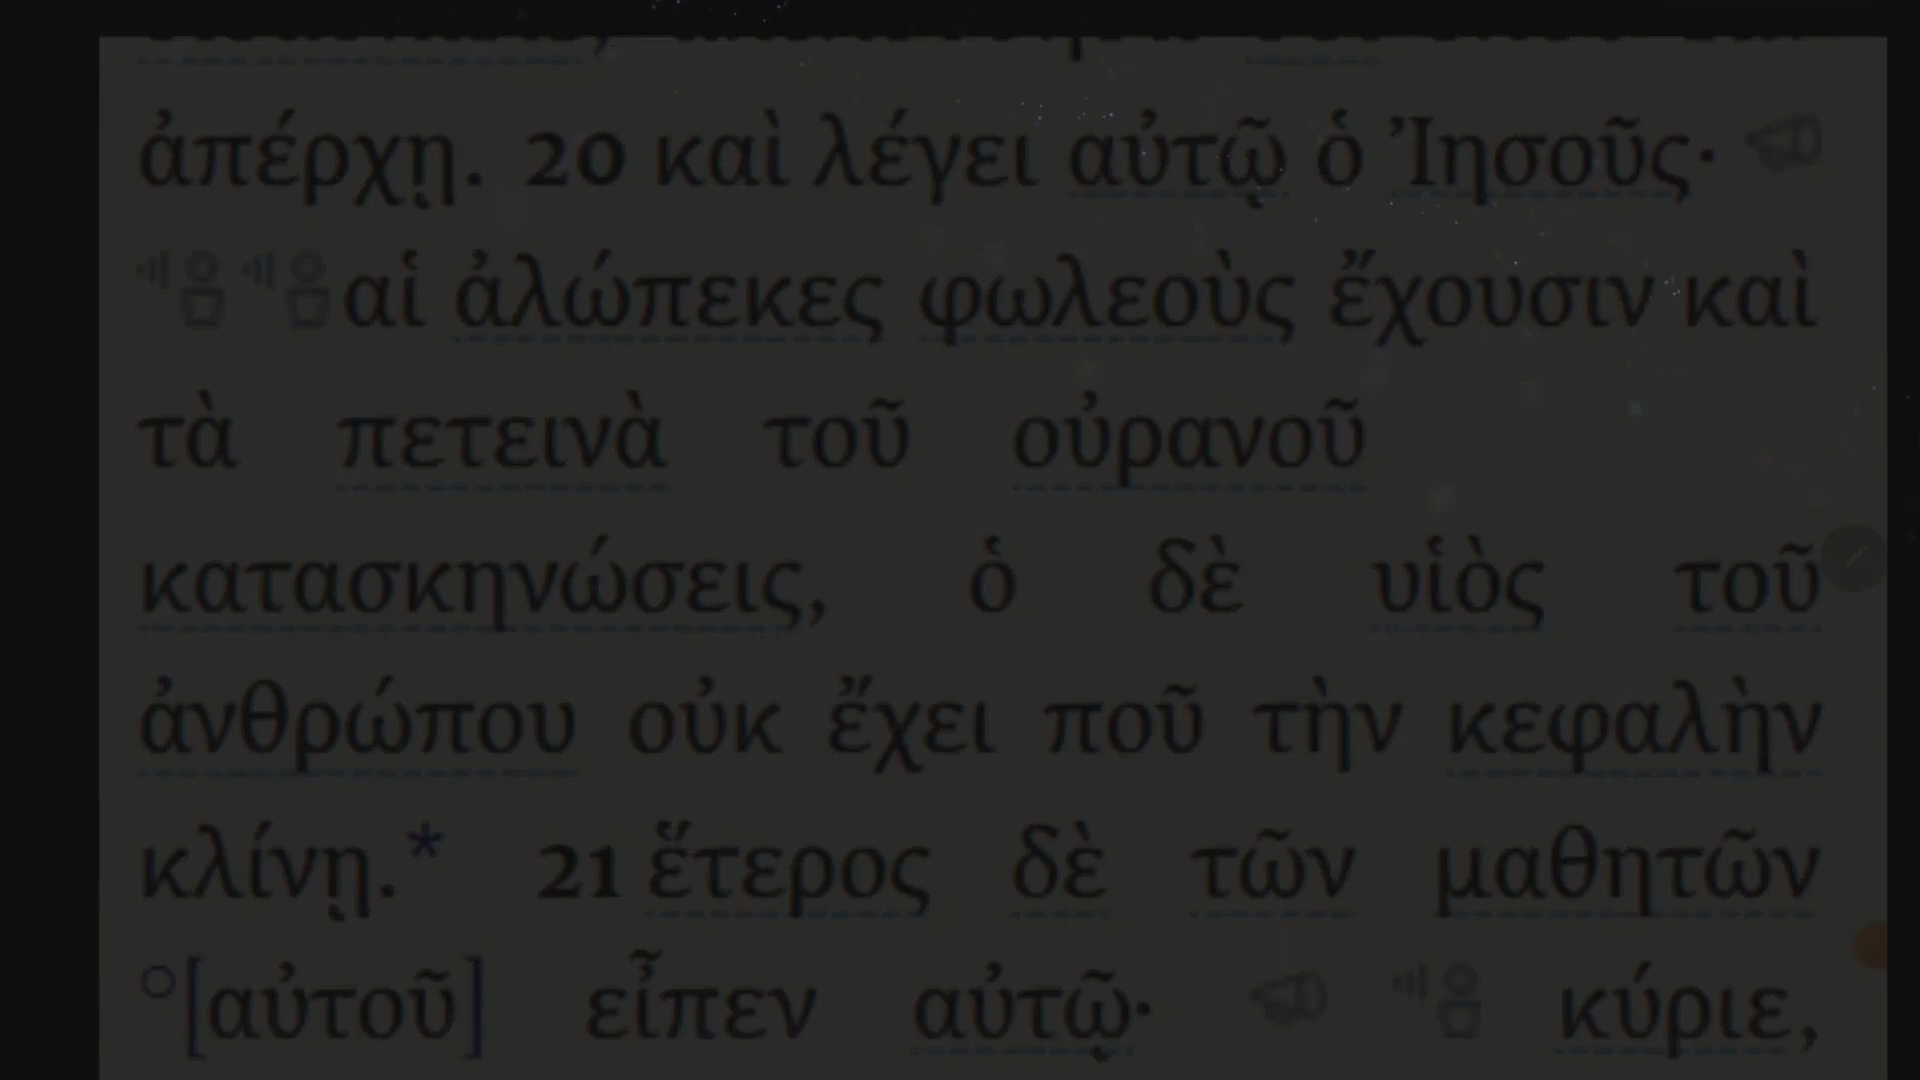 ἀπέρχῃ. 20 καὶ λέγει αὐτῷ ὁ Ἰησοῦς·
αἱ ἀλώπεκες φωλεοὺς ἔχουσιν καὶ
τὰ πετεινὰ τοῦ οὐρανοῦ
κατασκηνώσεις, ὁ δὲ υἱὸς τοῦ
ἀνθρώπου οὐκ ἔχει ποῦ τὴν κεφαλὴν
κλίνῃ.* 21 ἕτερος δὲ τῶν μαθητῶν
°[αὐτοῦ] εἶπεν αὐτῷ· κύριε,